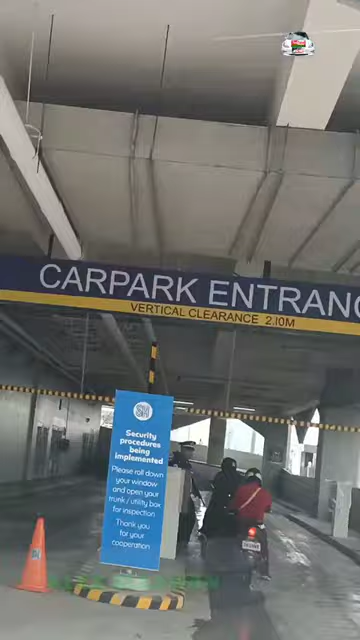 CARPARK ENTRANC
VERTICAL CLEARANCE 2.10M
SM
Security
procedures
being
implemented
Please roll down
your window
and open your
trunk / utility box
for inspection
Thank you
for your
cooperation